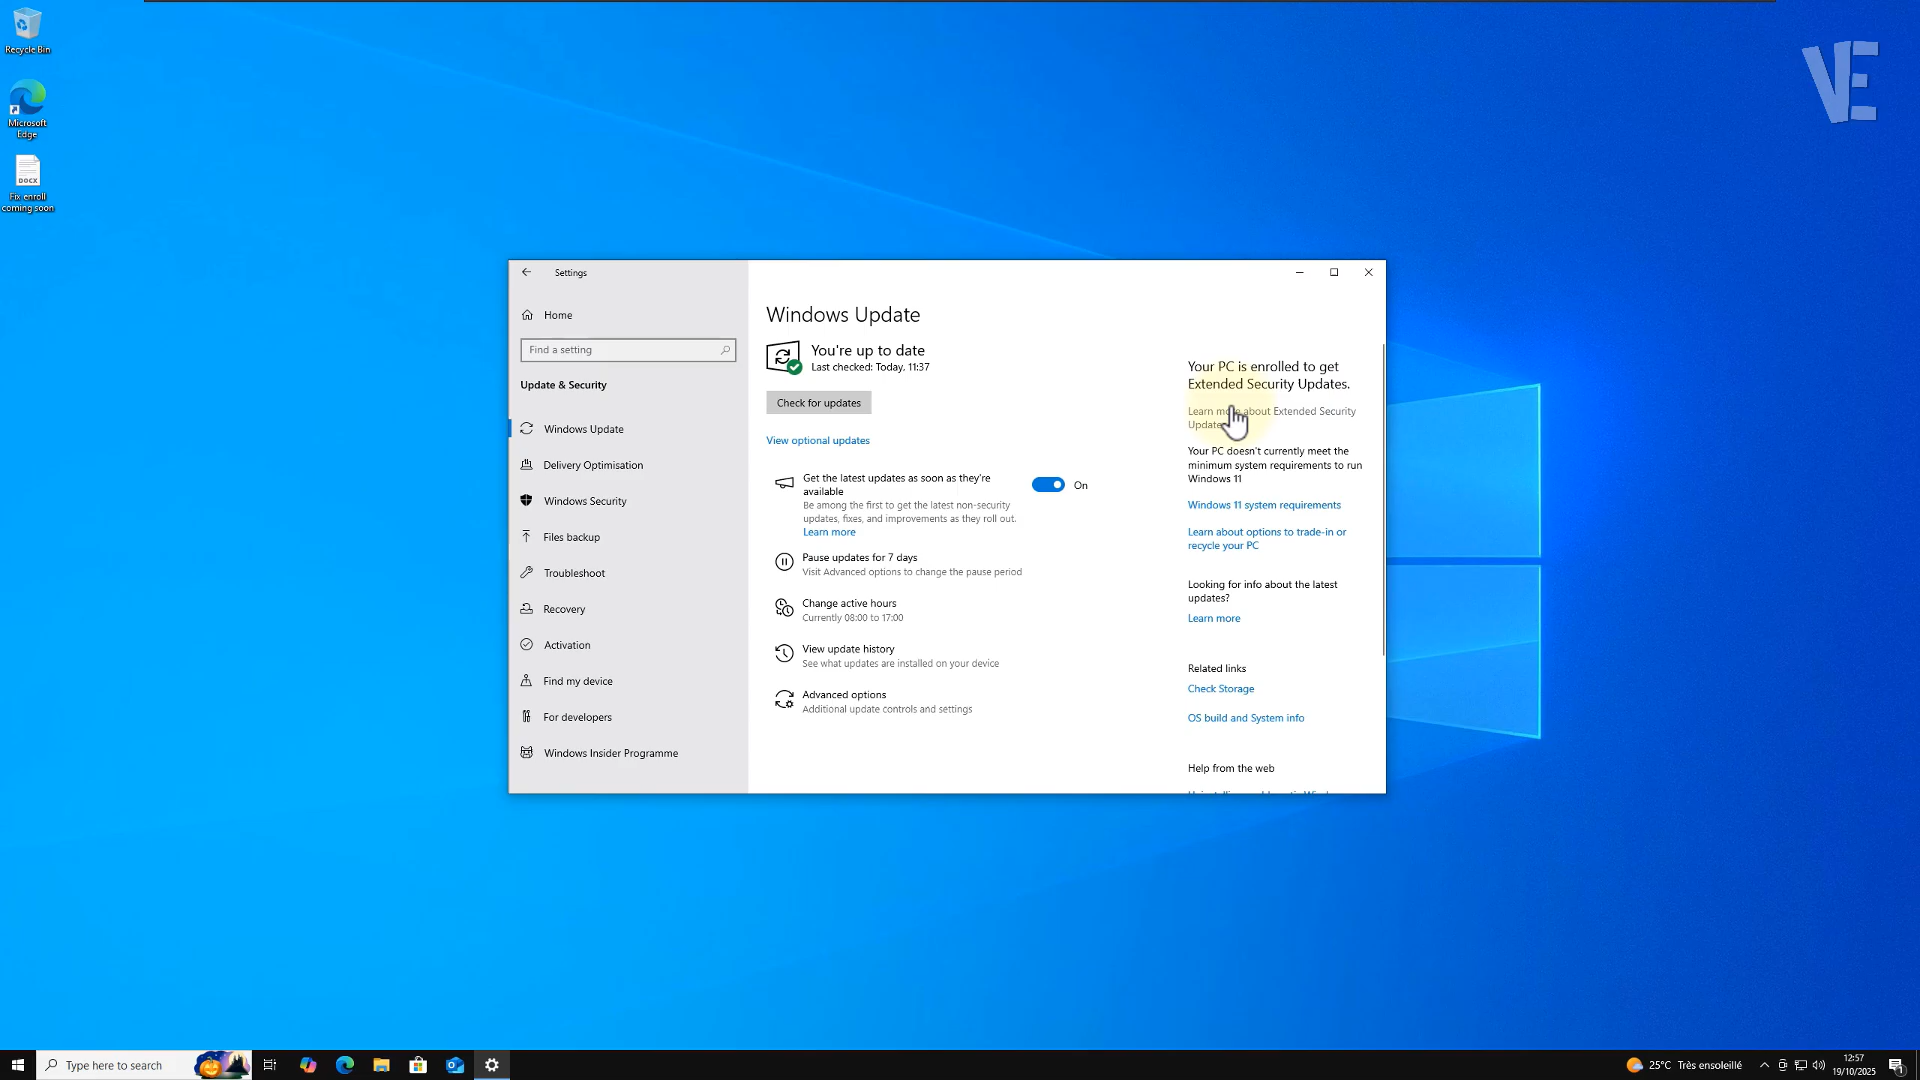 Recycle Bin
Microsoft
Edge
DOCX
Fix enroll
coming soon
VE
Settings
Home
Find a setting
Update & Security
Windows Update
Delivery Optimisation
Windows Security
Files backup
Troubleshoot
Recovery
Activation
Find my device
For developers
Windows Insider Programme
Windows Update
You're up to date
Last checked: Today, 11:37
Check for updates
View optional updates
Get the latest updates as soon as they're
available
Be among the first to get the latest non-security
updates, fixes, and improvements as they roll out.
Learn more
On
Pause updates for 7 days
Visit Advanced options to change the pause period
Change active hours
Currently 08:00 to 17:00
View update history
See what updates are installed on your device
Advanced options
Additional update controls and settings
Your PC is enrolled to get
Extended Security Updates.
Learn more about Extended Security
Your PC doesn't currently meet the
minimum system requirements to run
Windows 11
Windows 11 system requirements
Learn about options to trade-in or
recycle your PC
Looking for info about the latest
updates?
Learn more
Related links
Check Storage
OS build and System info
Help from the web
Type here to search
25°C Très ensoleillé
12:57
19/10/2025